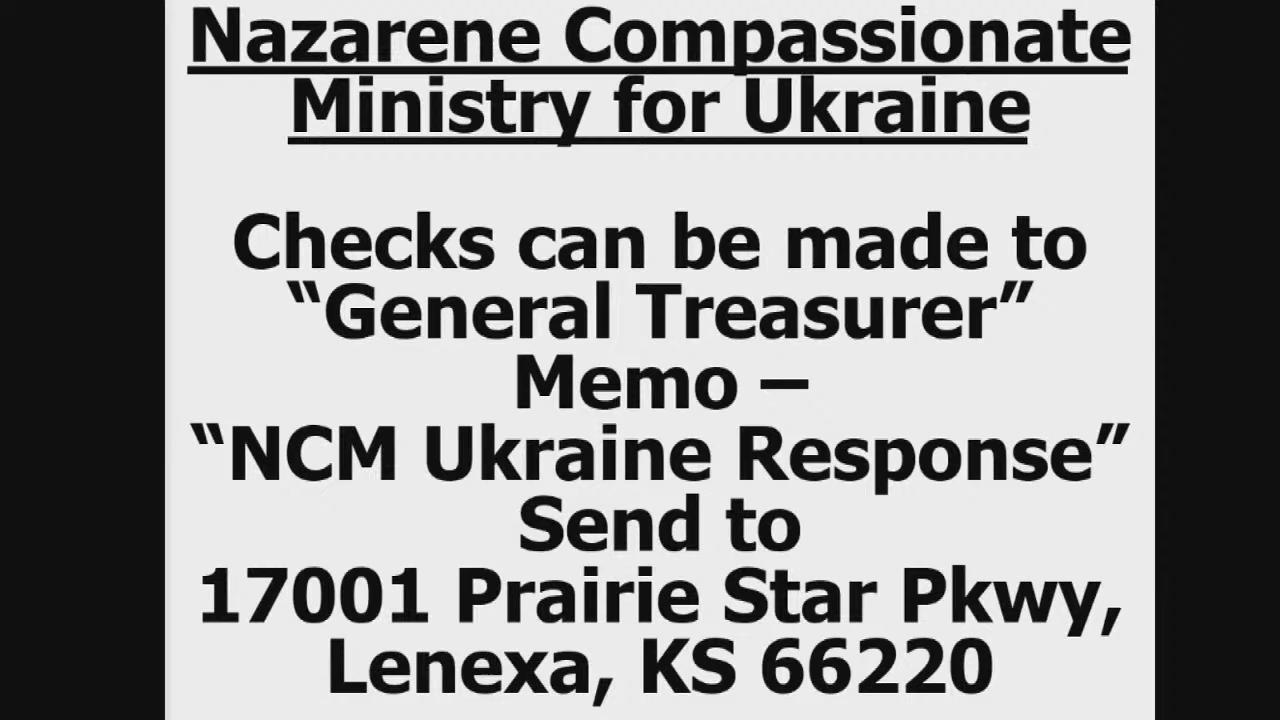 Nazarene Compassionate
Ministry for Ukraine
Checks can be made to
“General Treasurer”
Memo –
“NCM Ukraine Response”
Send to
17001 Prairie Star Pkwy,
Lenexa, KS 66220